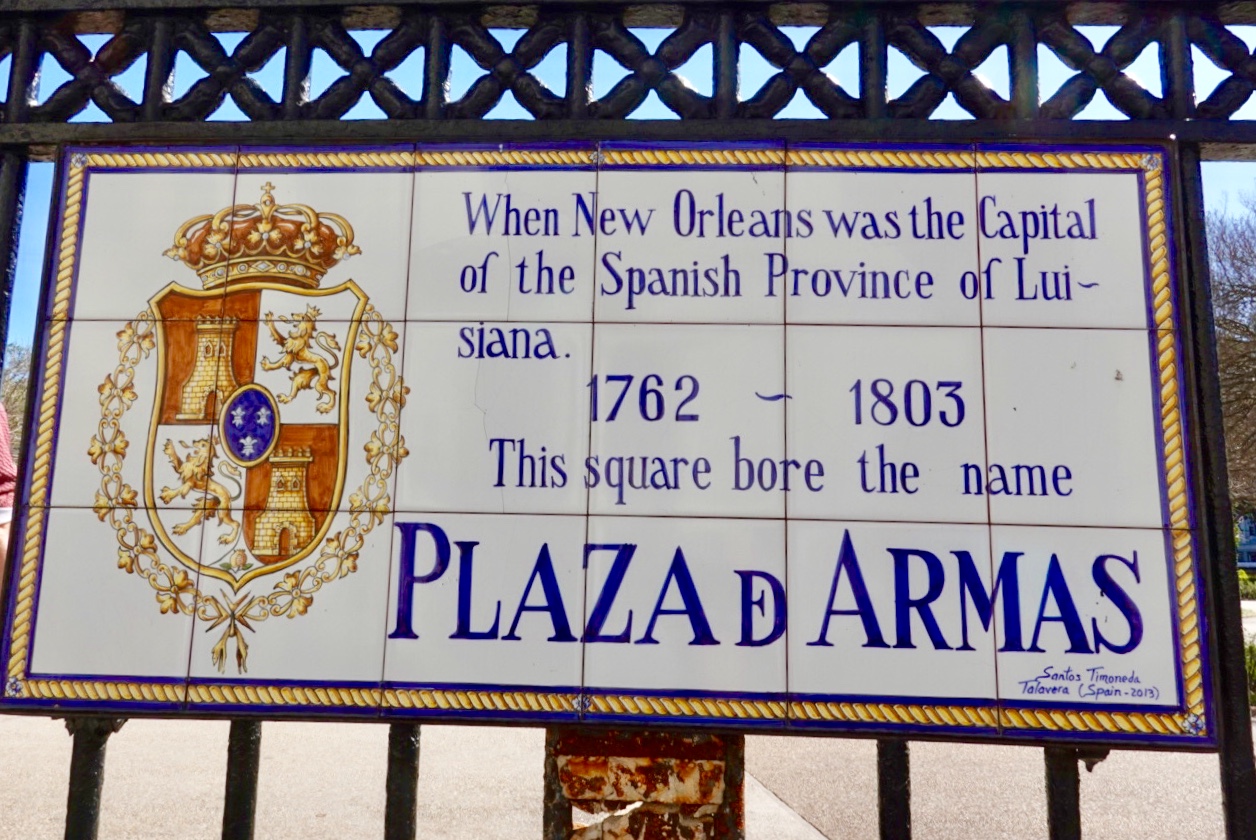 When New Orleans was the Capital
of the Spanish Province of Lui~
siana.
1762 ~ 1803
This square bore the name
PLAZA DE ARMAS
Santos Timoneda
Talavera (Spain-2013)